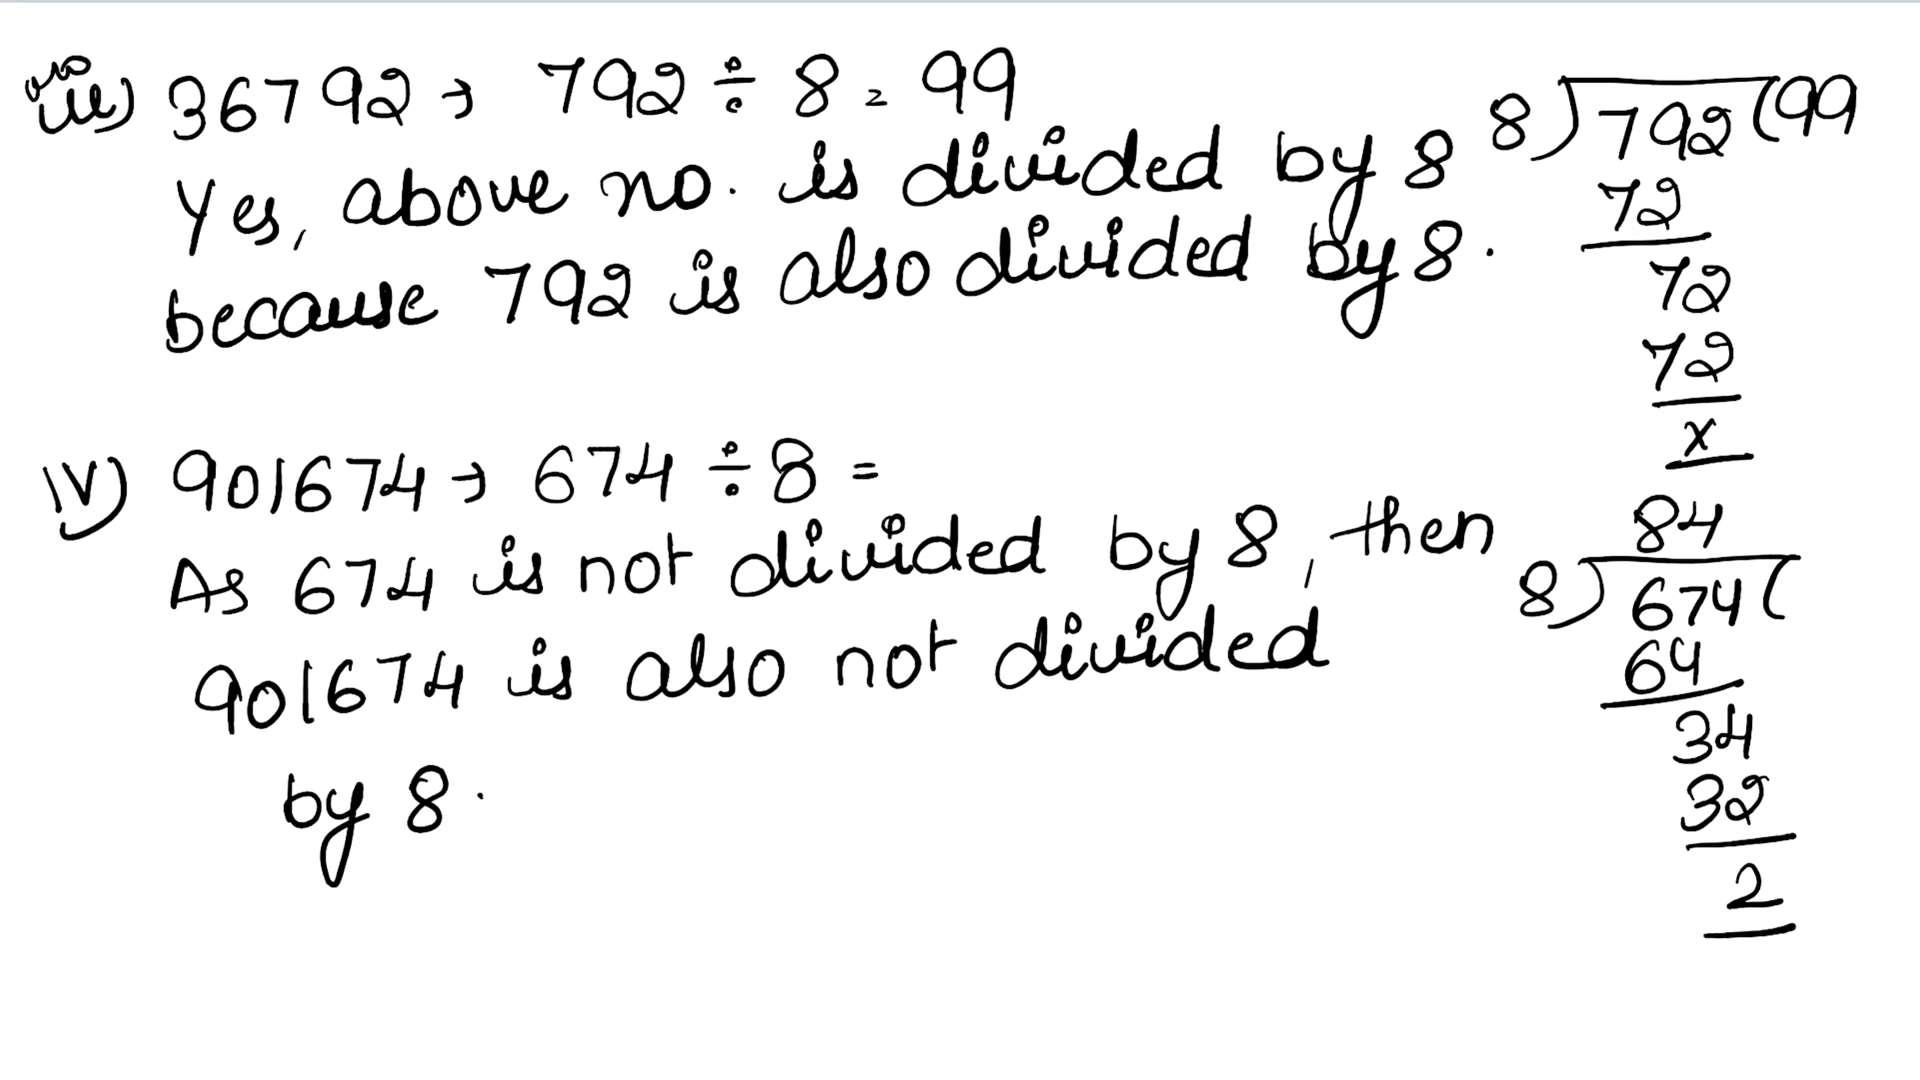 iii) 36792 → 792 ÷ 8 = 99
Yes, above no. is divided by 8
because 792 is also divided by 8.
8) 792 (99
72
72
72
x
IV) 901674 → 674 ÷ 8 =
As 674 is not divided by 8, then
901674 is also not divided
by 8.
84
8) 674 (
64
34
32
2